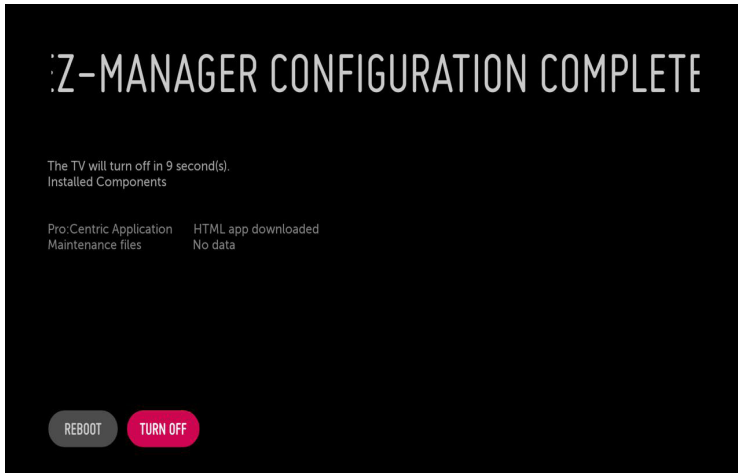 EZ-MANAGER CONFIGURATION COMPLETE
The TV will turn off in 9 second(s).
Installed Components
Pro:Centric Application HTML app downloaded
Maintenance files No data
REBOOT TURN OFF